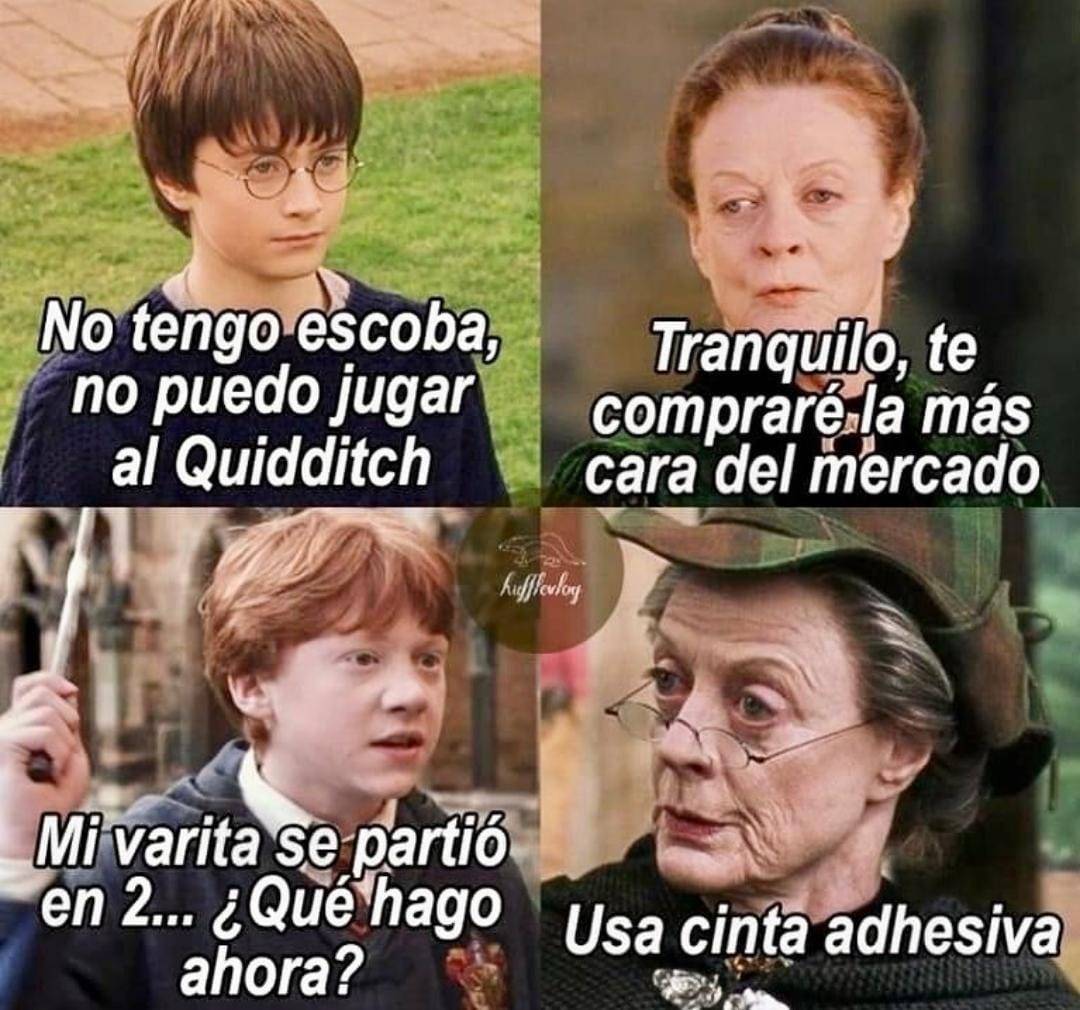 No tengo escoba,
no puedo jugar
al Quidditch
Tranquilo, te
compraré la más
cara del mercado
hufflevlog
Mi varita se partió
en 2... ¿Qué hago
ahora?
Usa cinta adhesiva